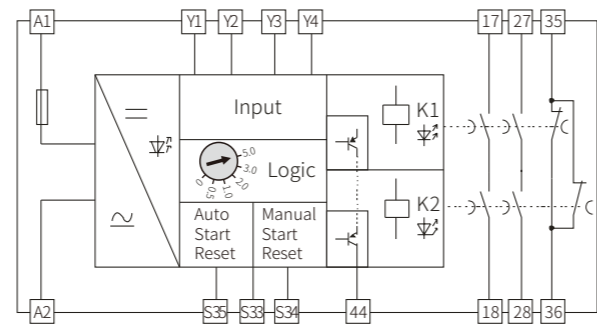 A1 Y1 Y2 Y3 Y4 17 27 35
Input
K1
5.0
3.0
2.0
1.0
0.5
0
Logic
K2
Auto
Start
Reset
Manual
Start
Reset
A2 S35 S33 S34 44 18 28 36